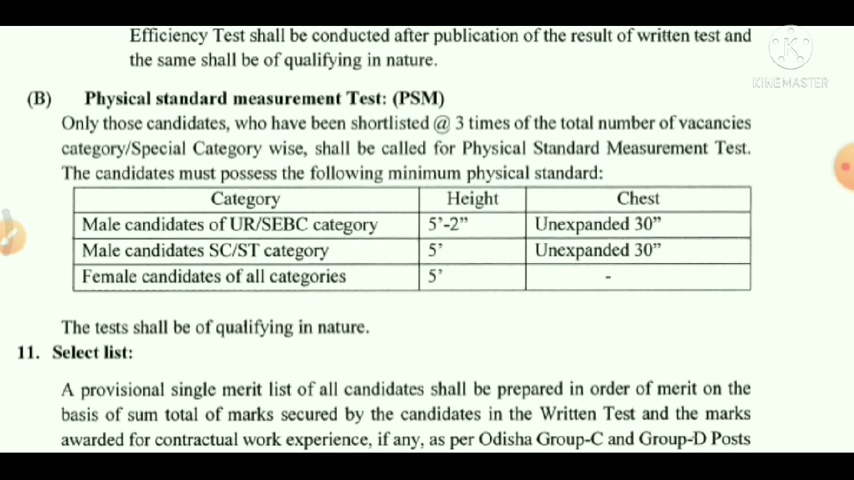 Efficiency Test shall be conducted after publication of the result of written test and
the same shall be of qualifying in nature.
KINEMASTER
(B) Physical standard measurement Test: (PSM)
Only those candidates, who have been shortlisted @ 3 times of the total number of vacancies
category/Special Category wise, shall be called for Physical Standard Measurement Test.
The candidates must possess the following minimum physical standard:
Category Height Chest
Male candidates of UR/SEBC category 5’-2” Unexpanded 30”
Male candidates SC/ST category 5’ Unexpanded 30”
Female candidates of all categories 5’ -
The tests shall be of qualifying in nature.
11. Select list:
A provisional single merit list of all candidates shall be prepared in order of merit on the
basis of sum total of marks secured by the candidates in the Written Test and the marks
awarded for contractual work experience, if any, as per Odisha Group-C and Group-D Posts